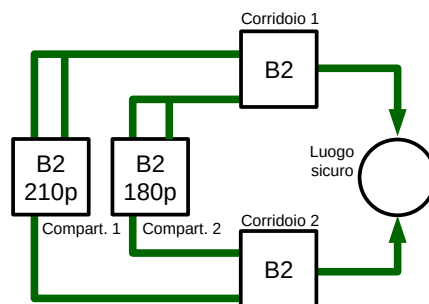 Corridoio 1
B2
B2
210p
B2
180p
Luogo
sicuro
Compart. 1
Compart. 2
Corridoio 2
B2